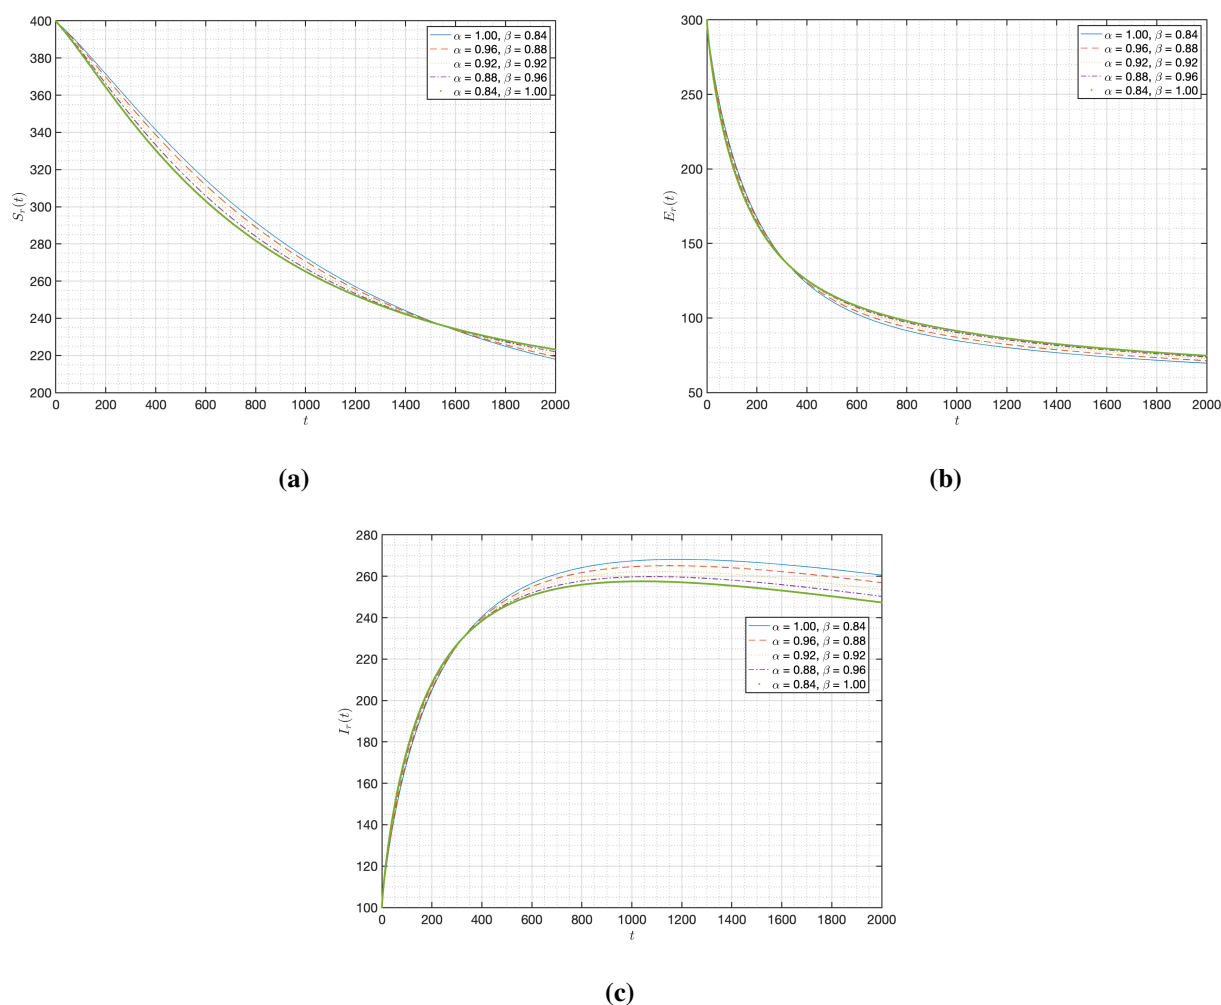 400
380
360
340
320
300
280
260
240
220
200
S_r(t)
α = 1.00, β = 0.84
α = 0.96, β = 0.88
α = 0.92, β = 0.92
α = 0.88, β = 0.96
α = 0.84, β = 1.00
0 200 400 600 800 1000 1200 1400 1600 1800 2000
t
(a)
300
250
200
150
100
50
E_r(t)
α = 1.00, β = 0.84
α = 0.96, β = 0.88
α = 0.92, β = 0.92
α = 0.88, β = 0.96
α = 0.84, β = 1.00
0 200 400 600 800 1000 1200 1400 1600 1800 2000
t
(b)
280
260
240
220
200
180
160
140
120
100
I_r(t)
α = 1.00, β = 0.84
α = 0.96, β = 0.88
α = 0.92, β = 0.92
α = 0.88, β = 0.96
α = 0.84, β = 1.00
0 200 400 600 800 1000 1200 1400 1600 1800 2000
t
(c)